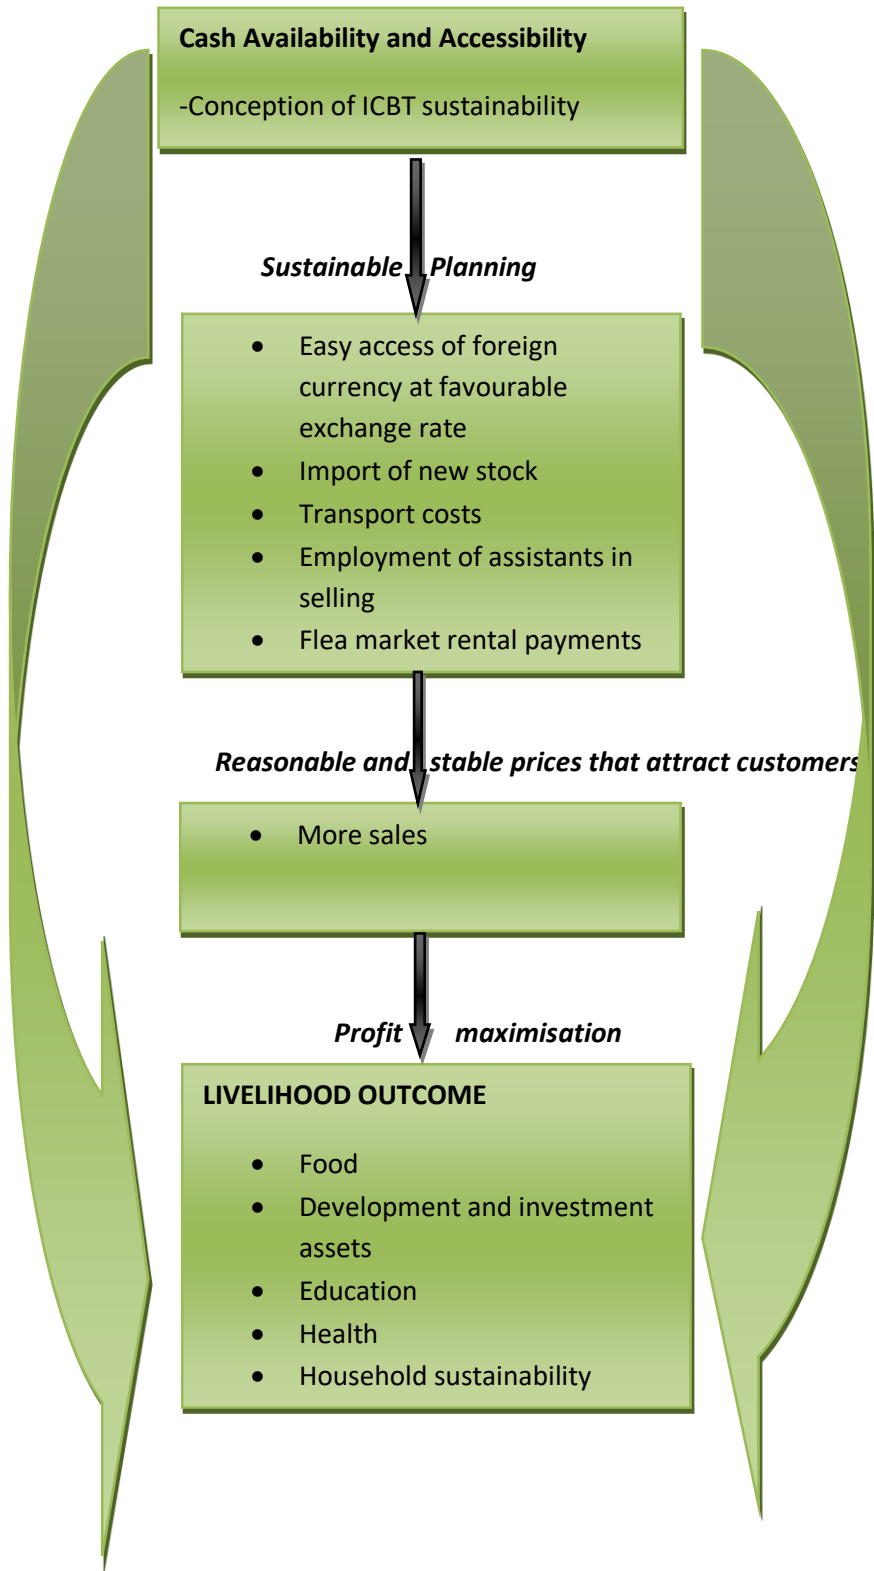 Cash Availability and Accessibility
-Conception of ICBT sustainability
Sustainable Planning
• Easy access of foreign
currency at favourable
exchange rate
• Import of new stock
• Transport costs
• Employment of assistants in
selling
• Flea market rental payments
Reasonable and stable prices that attract customers
• More sales
Profit maximisation
LIVELIHOOD OUTCOME
• Food
• Development and investment
assets
• Education
• Health
• Household sustainability